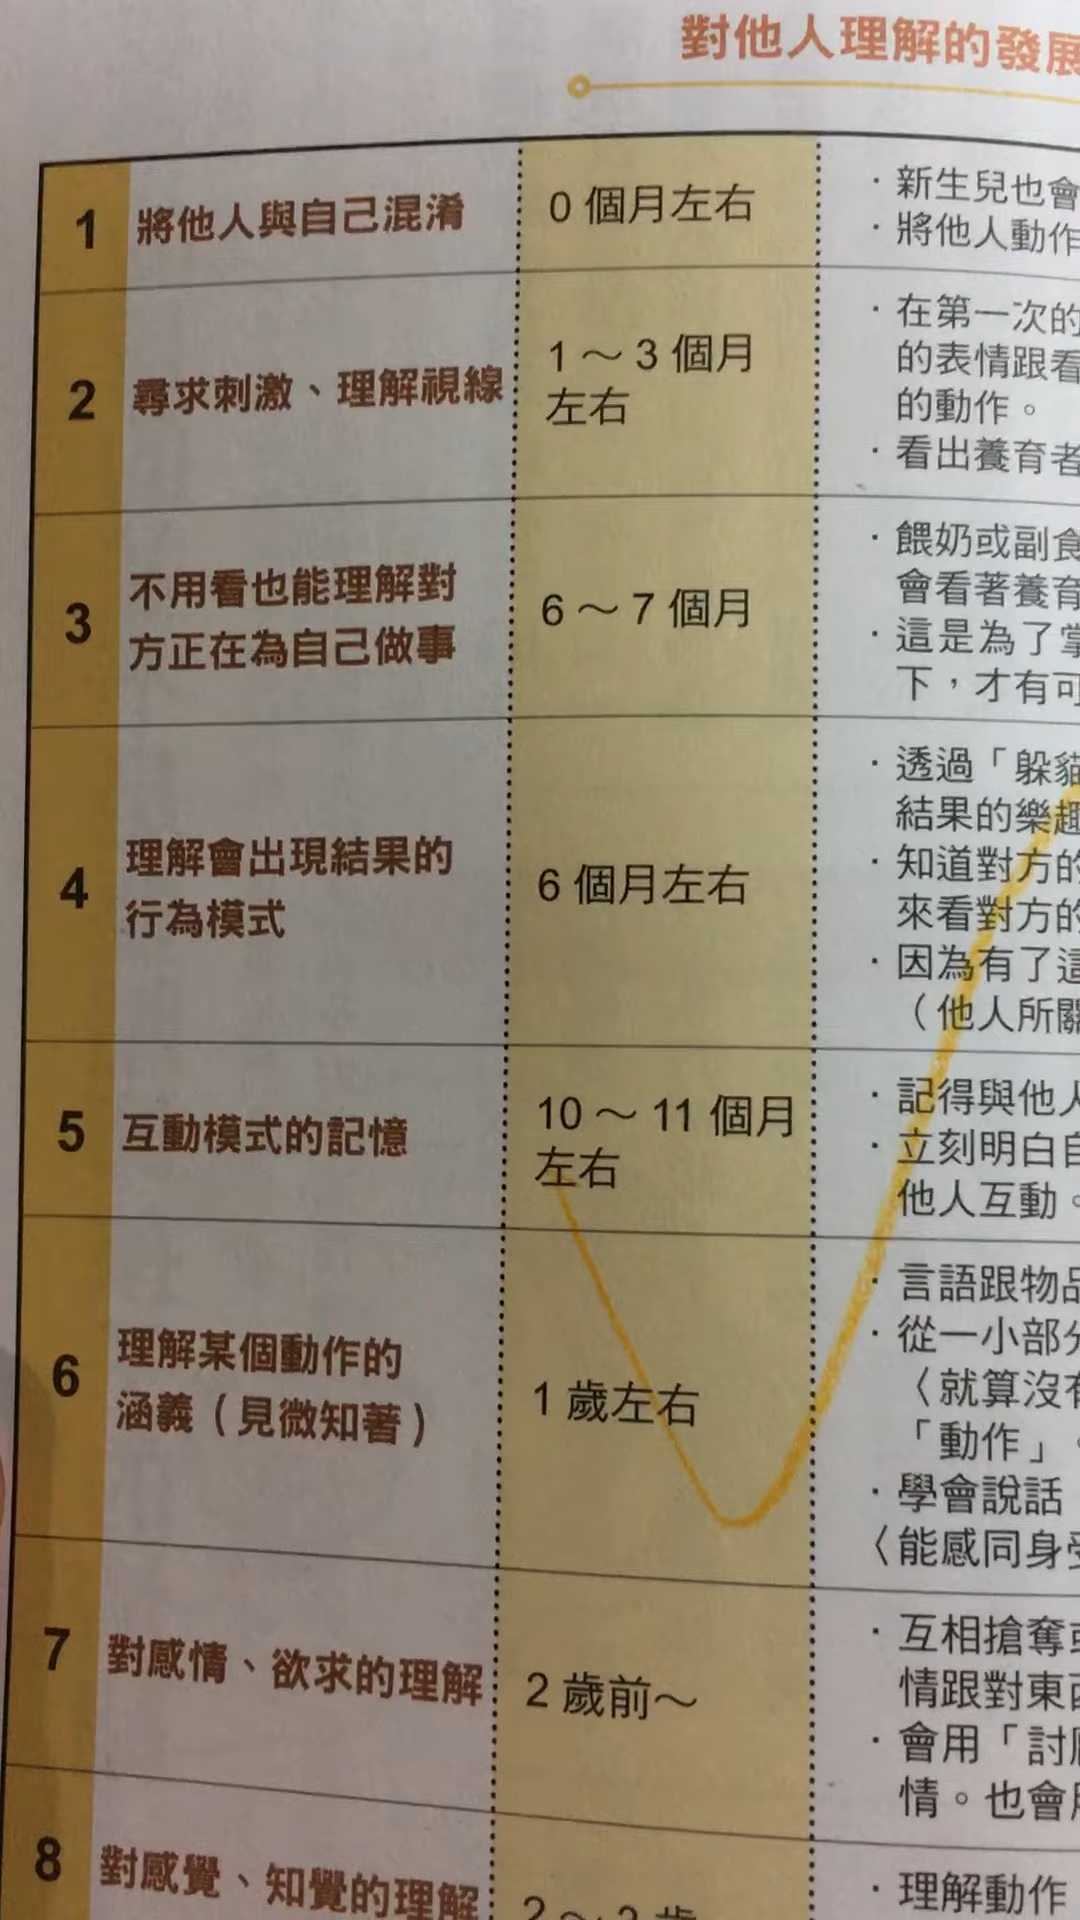 對他人理解的發展
1
將他人與自己混淆
0 個月左右
· 新生兒也會
· 將他人動作
2
尋求刺激、理解視線
1～3 個月
左右
· 在第一次的
的表情跟看
的動作。
· 看出養育者
3
不用看也能理解對
方正在為自己做事
6～7 個月
· 餵奶或副食
會看著養育
· 這是為了掌
下，才有可
4
理解會出現結果的
行為模式
6 個月左右
· 透過「躲貓
結果的樂趣
· 知道對方的
來看對方的
· 因為有了這
（他人所關
5
互動模式的記憶
10～11 個月
左右
· 記得與他人
· 立刻明白自
他人互動。
6
理解某個動作的
涵義（見微知著）
1 歲左右
· 言語跟物品
· 從一小部分
〈就算沒有
「動作」。
· 學會說話
〈能感同身受
7
對感情、欲求的理解
2 歲前～
· 互相搶奪或
情跟對東西
· 會用「討厭
情。也會用
8
對感覺、知覺的理解
2～3 歲
· 理解動作